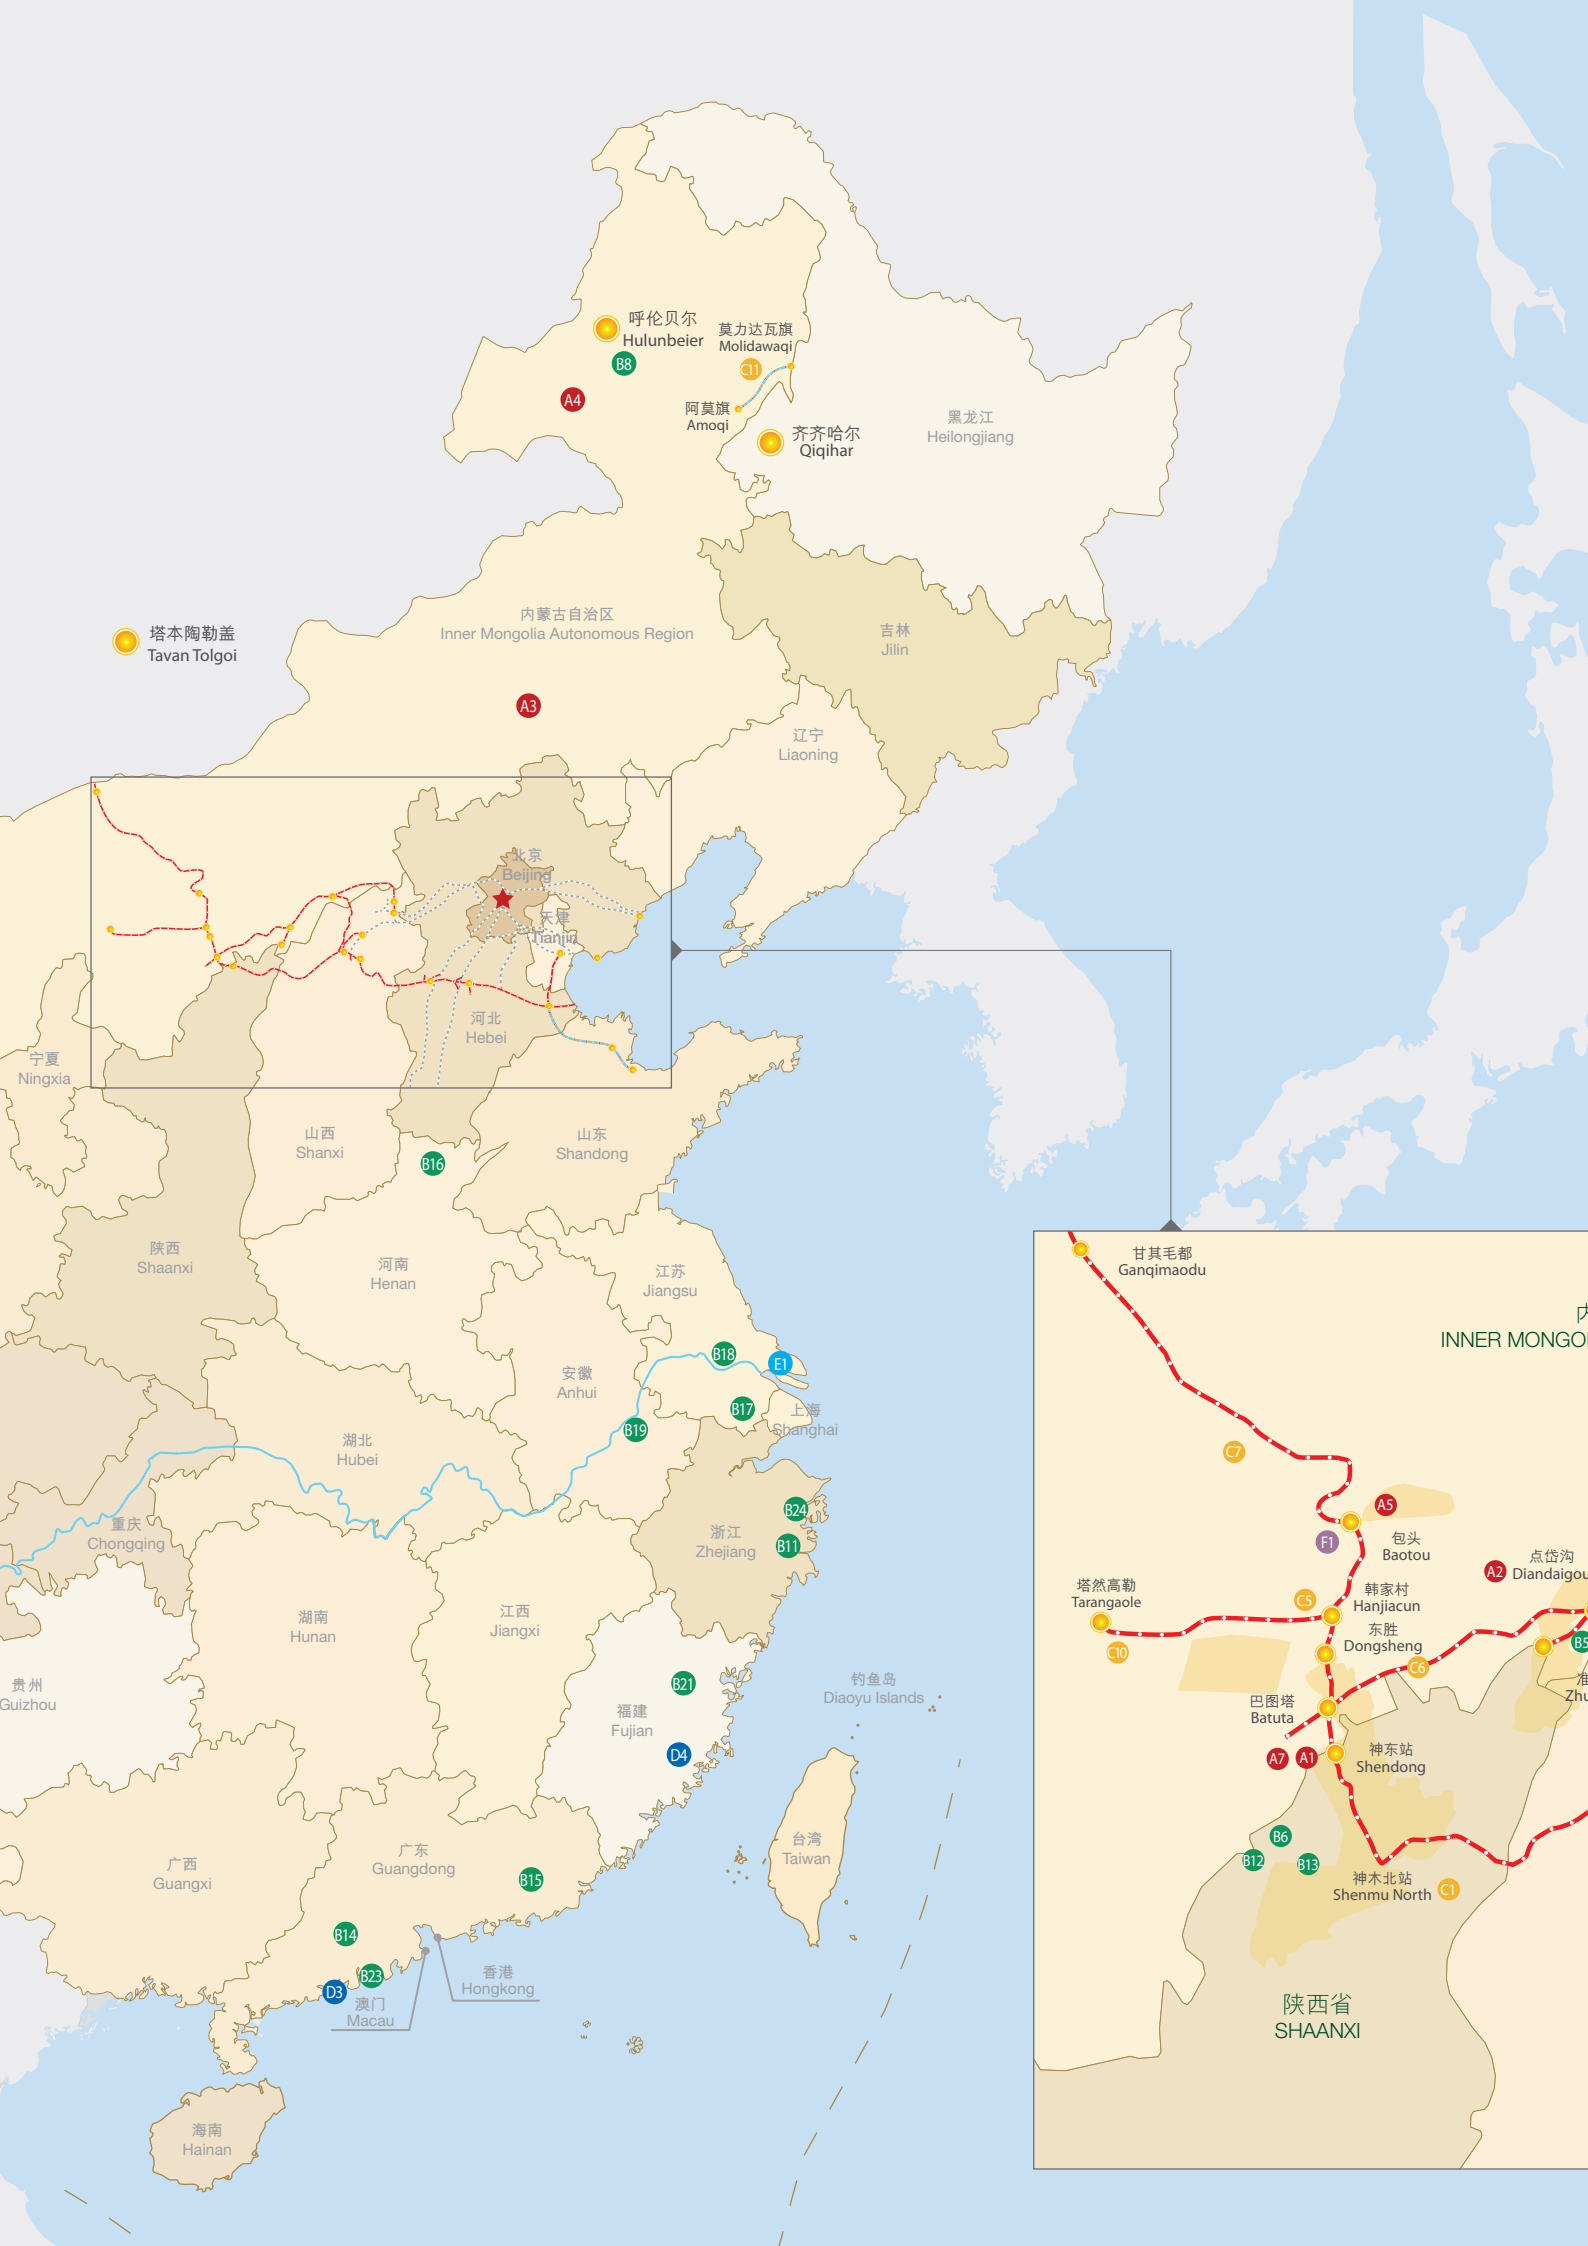 呼伦贝尔
Hulunbeier
莫力达瓦旗
Molidawaqi
B8
C11
A4
阿莫旗
Amoqi
齐齐哈尔
Qiqihar
黑龙江
Heilongjiang
内蒙古自治区
Inner Mongolia Autonomous Region
吉林
Jilin
塔本陶勒盖
Tavan Tolgoi
A3
辽宁
Liaoning
北京
Beijing
天津
Tianjin
河北
Hebei
宁夏
Ningxia
山西
Shanxi
山东
Shandong
B16
陕西
Shaanxi
河南
Henan
江苏
Jiangsu
B18
E1
安徽
Anhui
B17
上海
Shanghai
B19
湖北
Hubei
B24
重庆
Chongqing
浙江
Zhejiang
B11
湖南
Hunan
江西
Jiangxi
贵州
Guizhou
B21
福建
Fujian
钓鱼岛
Diaoyu Islands
D4
台湾
Taiwan
广东
Guangdong
广西
Guangxi
B15
B14
B23
D3
香港
Hongkong
澳门
Macau
海南
Hainan
甘其毛都
Ganqimaodu
内
INNER MONGO
C7
A5
F1
包头
Baotou
点岱沟
A2
Diandaigou
塔然高勒
Tarangaole
韩家村
C5
Hanjiacun
东胜
Dongsheng
B5
C10
C6
准
Zhu
巴图塔
Batuta
神东站
Shendong
A7
A1
B6
B12
B13
神木北站
Shenmu North
C1
陕西省
SHAANXI